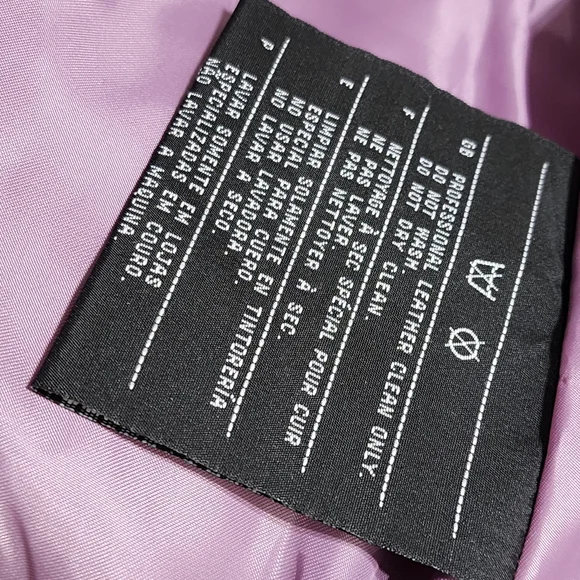 GB
PROFESSIONAL LEATHER CLEAN ONLY.
DO NOT WASH.
DO NOT DRY CLEAN.
F
NETTOYAGE À SEC SPECIAL POUR CUIR
NE PAS LAVER
NE PAS NETTOYER À SEC.
E
LIMPIAR SOLAMENTE EN TINTORERÍA
ESPECIAL PARA CUERO.
NO USAR LAVADORA.
NO LAVAR A SECO.
P
LAVAR SOMENTE EM LOJAS
ESPECIALIZADAS EM COURO.
NÃO LAVAR A MAQUINA.